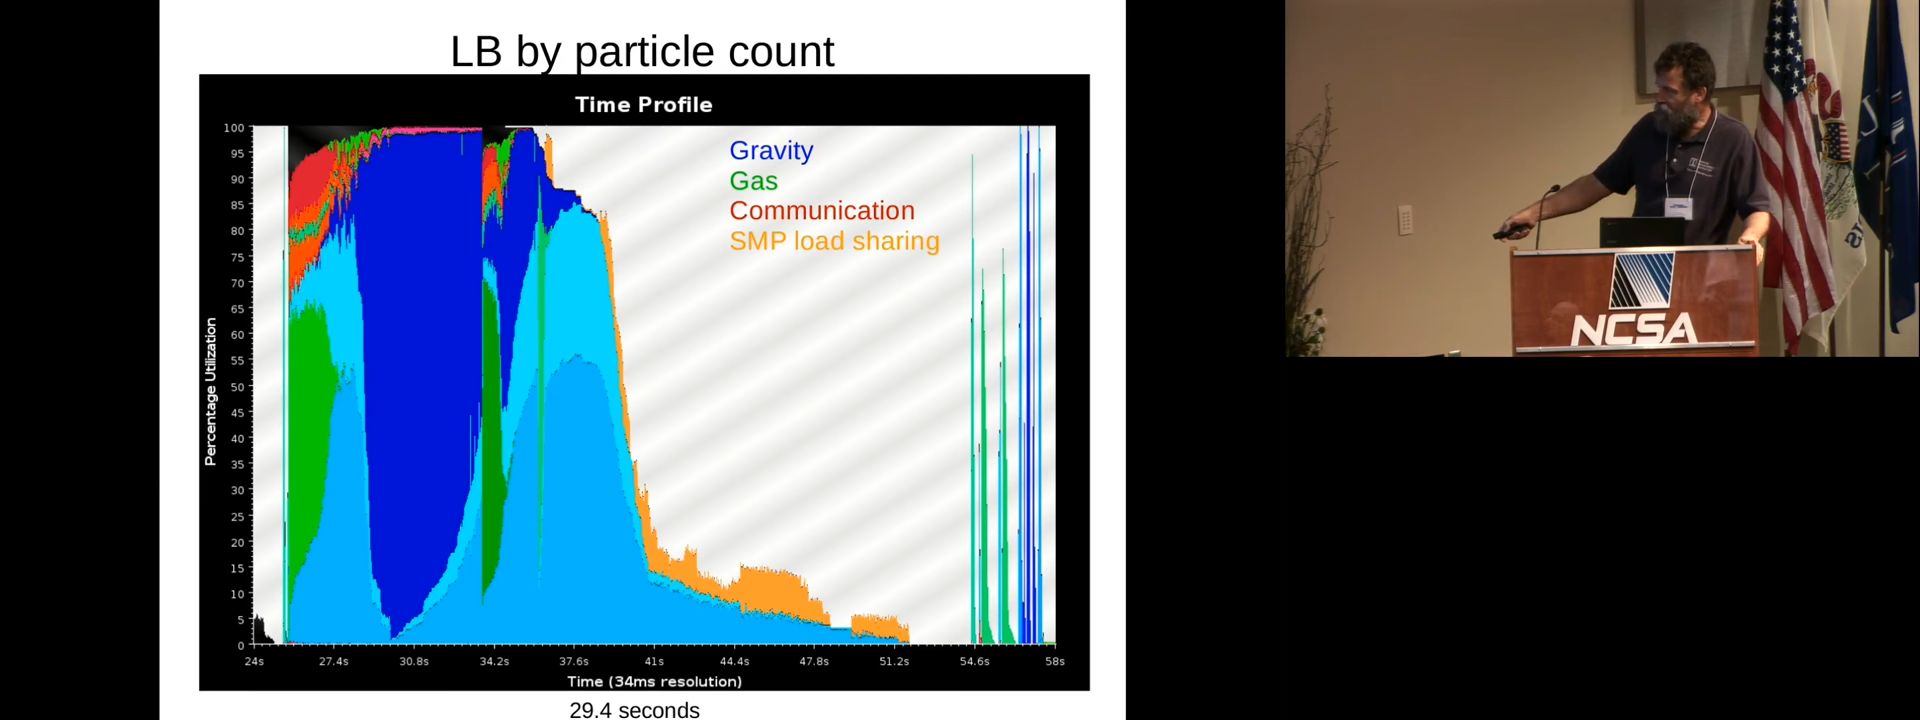 LB by particle count
Time Profile
Gravity
Gas
Communication
SMP load sharing
Percentage Utilization
100
95
90
85
80
75
70
65
60
55
50
45
40
35
30
25
20
15
10
5
0
24s 27.4s 30.8s 34.2s 37.6s 41s 44.4s 47.8s 51.2s 54.6s 58s
Time (34ms resolution)
29.4 seconds
NCSA